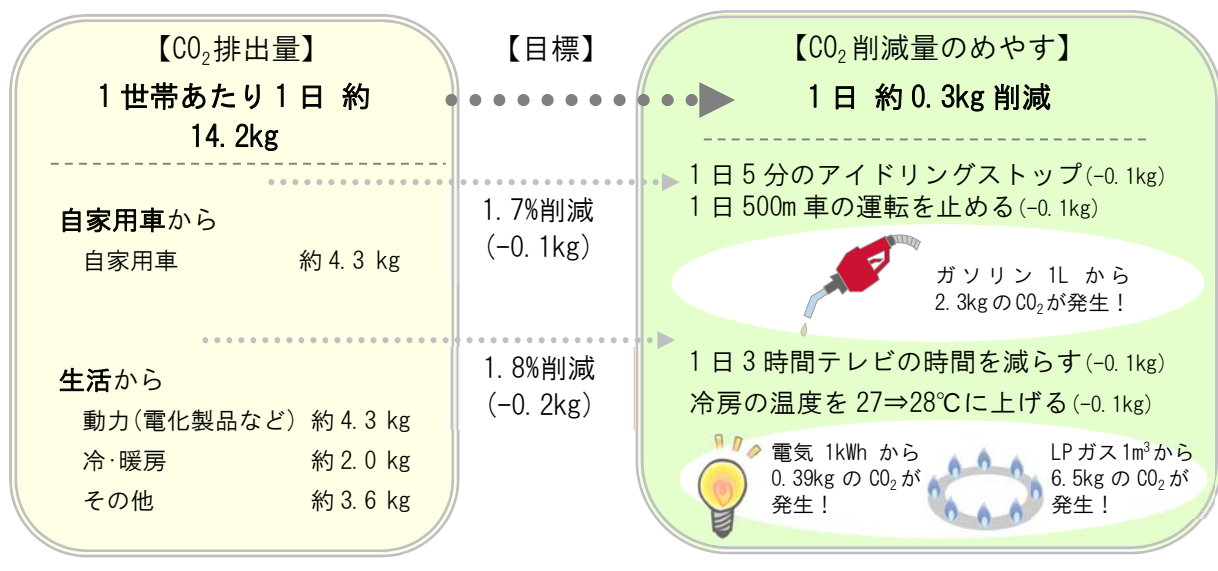 【CO₂排出量】
1世帯あたり1日 約
14.2kg
自家用車から
自家用車 約4.3 kg
生活から
動力(電化製品など) 約4.3 kg
冷・暖房 約2.0 kg
その他 約3.6 kg
【目標】
1.7%削減
(-0.1kg)
1.8%削減
(-0.2kg)
【CO₂削減量のめやす】
1日 約0.3kg削減
1日5分のアイドリングストップ(-0.1kg)
1日500m車の運転を止める(-0.1kg)
ガソリン 1L から
2.3kgのCO₂が発生！
1日3時間テレビの時間を減らす(-0.1kg)
冷房の温度を27⇒28℃に上げる(-0.1kg)
電気 1kWh から
0.39kg の CO₂が
発生！
LPガス1m³から
6.5kgのCO₂が
発生！